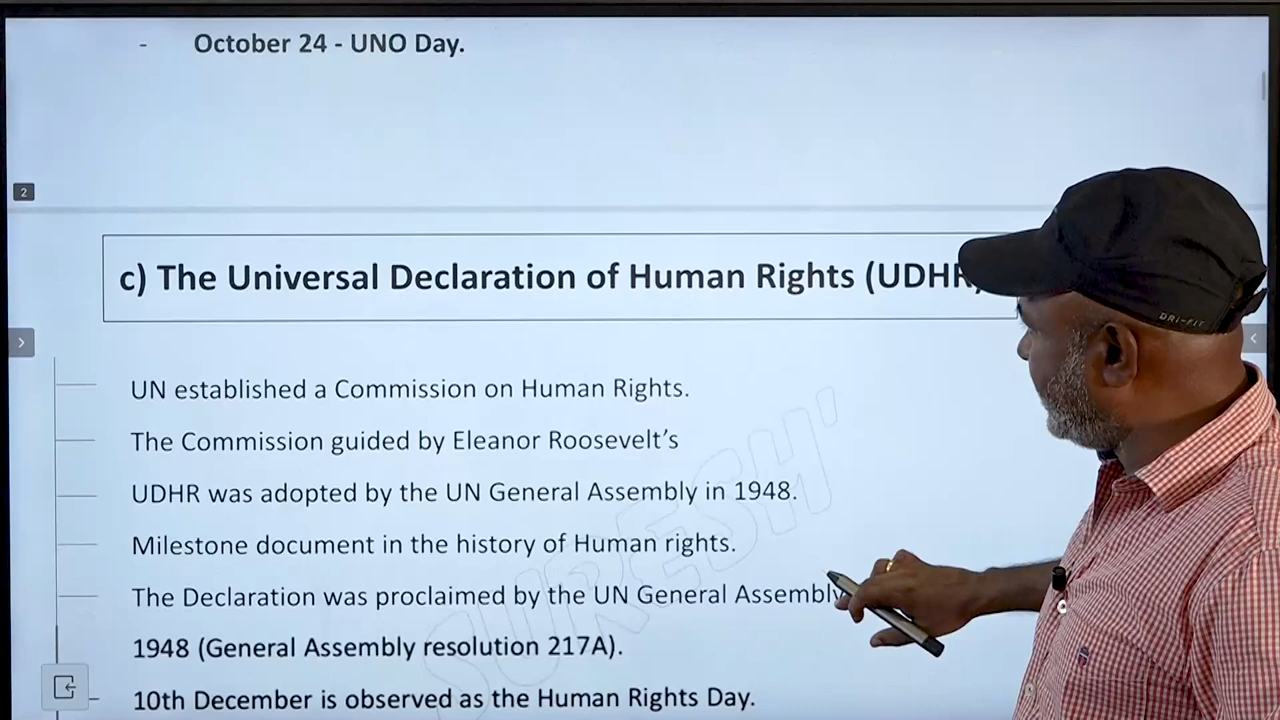 - October 24 - UNO Day.
2
c) The Universal Declaration of Human Rights (UDHR)
UN established a Commission on Human Rights.
The Commission guided by Eleanor Roosevelt’s
UDHR was adopted by the UN General Assembly in 1948.
Milestone document in the history of Human rights.
The Declaration was proclaimed by the UN General Assembly
1948 (General Assembly resolution 217A).
10th December is observed as the Human Rights Day.
SURESH'
DRI-FIT